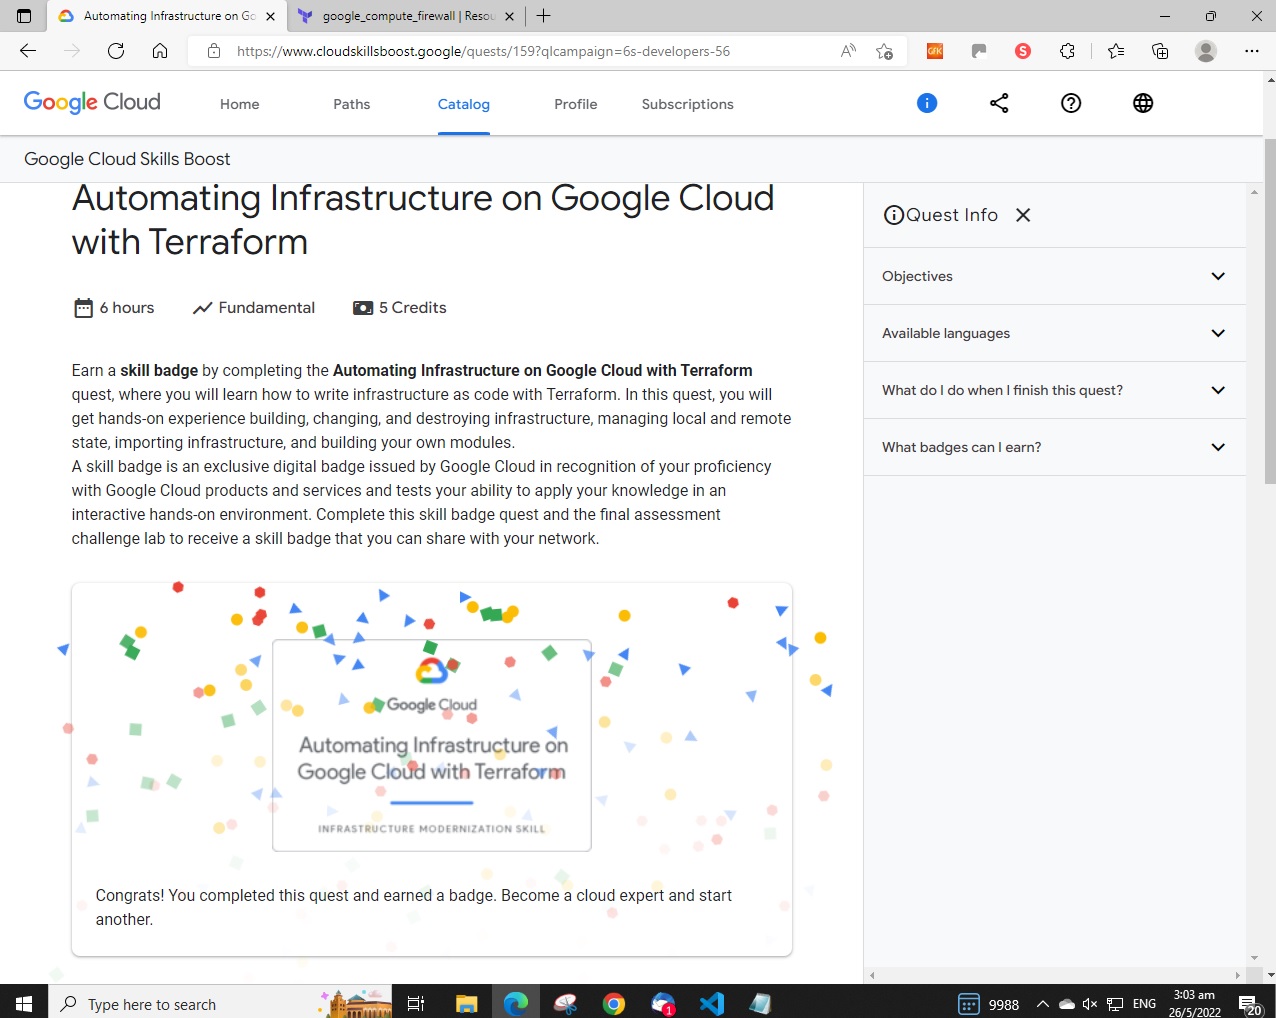 Automating Infrastructure on Go
google_compute_firewall | Resou
https://www.cloudskillsboost.google/quests/159?qlcampaign=6s-developers-56
GFK
S
Google Cloud
Home
Paths
Catalog
Profile
Subscriptions
Google Cloud Skills Boost
Automating Infrastructure on Google Cloud
with Terraform
6 hours
Fundamental
5 Credits
Earn a skill badge by completing the Automating Infrastructure on Google Cloud with Terraform
quest, where you will learn how to write infrastructure as code with Terraform. In this quest, you will
get hands-on experience building, changing, and destroying infrastructure, managing local and remote
state, importing infrastructure, and building your own modules.
A skill badge is an exclusive digital badge issued by Google Cloud in recognition of your proficiency
with Google Cloud products and services and tests your ability to apply your knowledge in an
interactive hands-on environment. Complete this skill badge quest and the final assessment
challenge lab to receive a skill badge that you can share with your network.
Google Cloud
Automating Infrastructure on
Google Cloud with Terraform
INFRASTRUCTURE MODERNIZATION SKILL
Congrats! You completed this quest and earned a badge. Become a cloud expert and start
another.
Quest Info
Objectives
Available languages
What do I do when I finish this quest?
What badges can I earn?
Type here to search
1
9988
ENG
3:03 am
26/5/2022
20